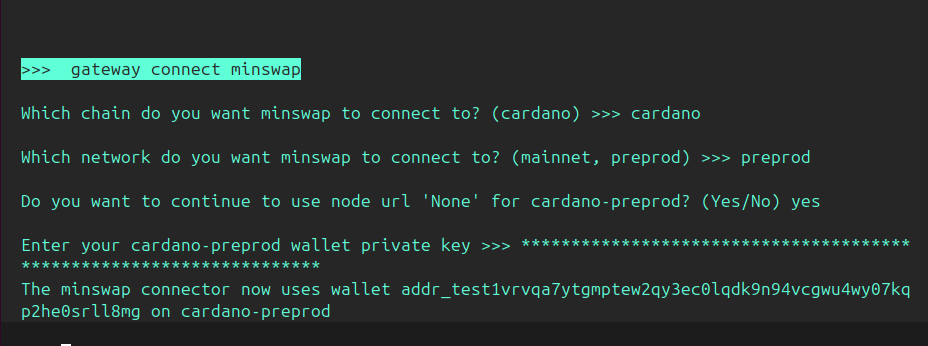 >>>  gateway connect minswap
Which chain do you want minswap to connect to? (cardano) >>> cardano
Which network do you want minswap to connect to? (mainnet, preprod) >>> preprod
Do you want to continue to use node url 'None' for cardano-preprod? (Yes/No) yes
Enter your cardano-preprod wallet private key >>> ***************************************
******************************
The minswap connector now uses wallet addr_test1vrvqa7ytgmptew2qy3ec0lqdk9n94vcgwu4wy07kq
p2he0srll8mg on cardano-preprod